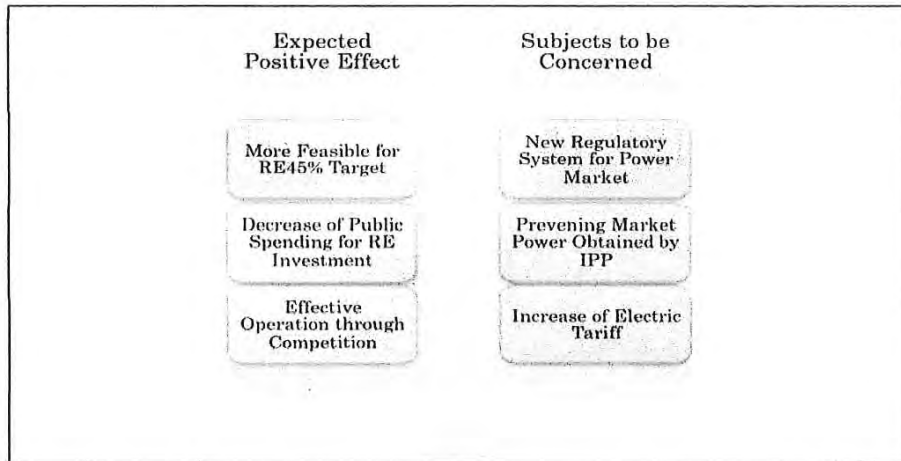 Expected
Positive Effect
More Feasible for
RE45% Target
Decrease of Public
Spending for RE
Investment
Effective
Operation through
Competition
Subjects to be
Concerned
New Regulatory
System for Power
Market
Prevening Market
Power Obtained by
IPP
Increase of Electric
Tariff